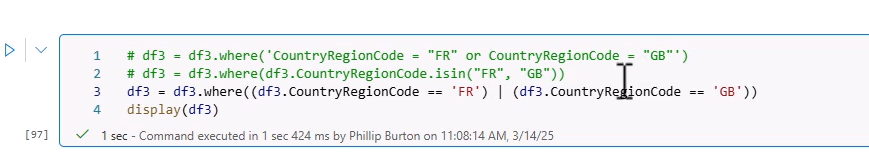 1 # df3 = df3.where('CountryRegionCode = "FR" or CountryRegionCode = "GB"')
2 # df3 = df3.where(df3.CountryRegionCode.isin("FR", "GB"))
3 df3 = df3.where((df3.CountryRegionCode == 'FR') | (df3.CountryRegionCode == 'GB'))
4 display(df3)
[97] 1 sec - Command executed in 1 sec 424 ms by Phillip Burton on 11:08:14 AM, 3/14/25